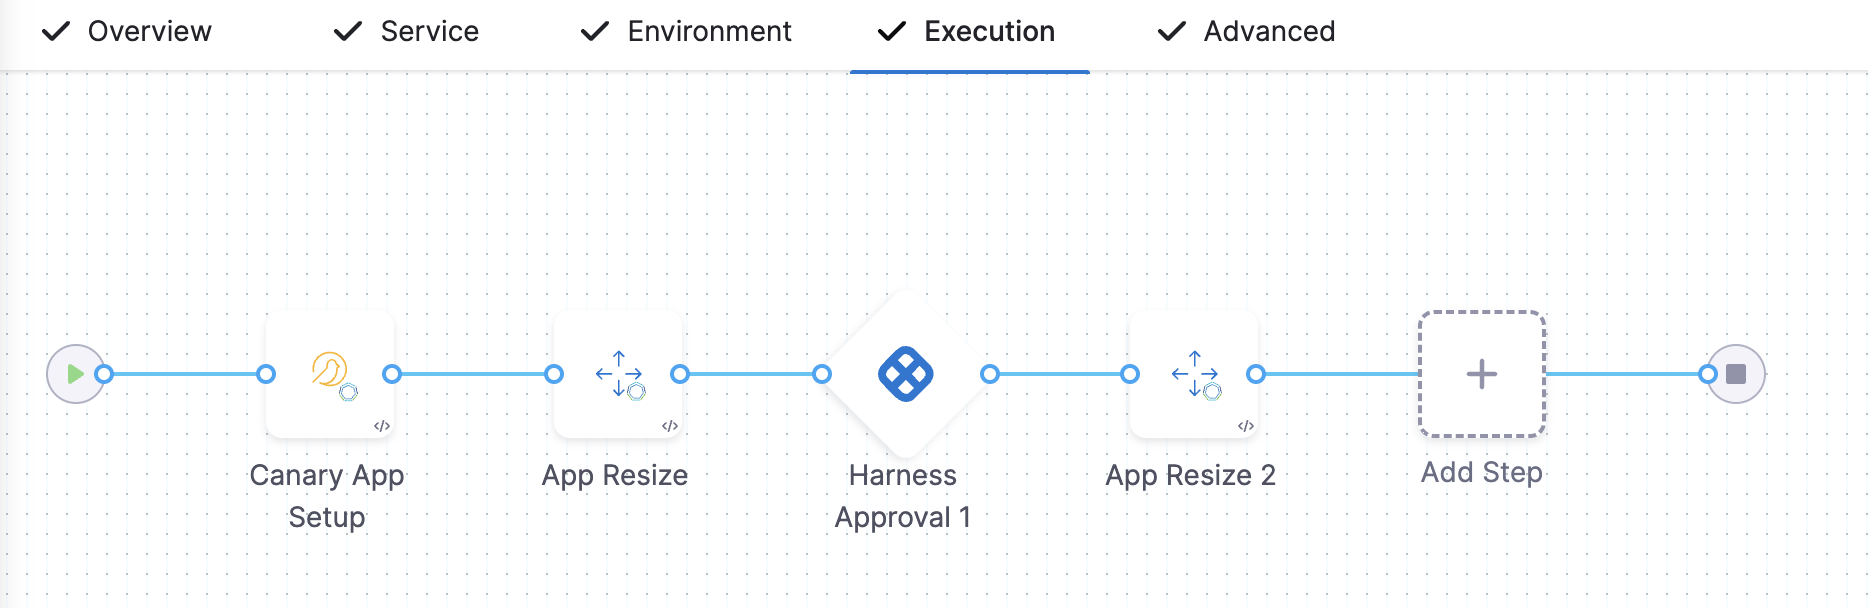 Overview Service Environment Execution Advanced
</>
</>
</>
Canary App
Setup
App Resize
Harness
Approval 1
App Resize 2
Add Step